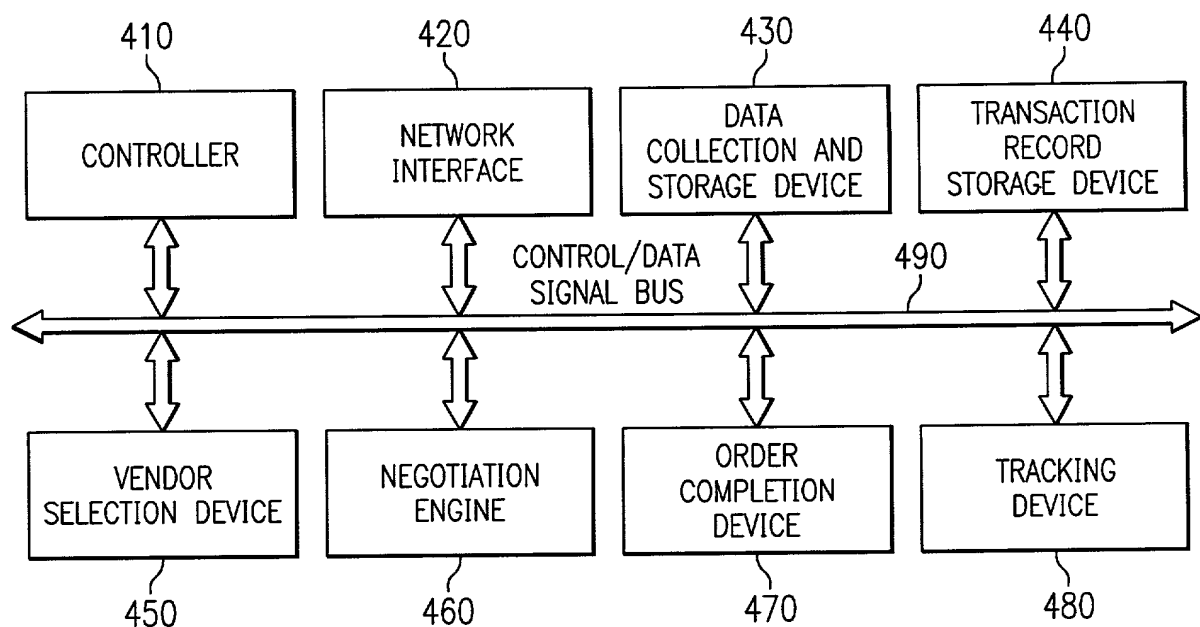 410
420
430
440
CONTROLLER
NETWORK
INTERFACE
DATA
COLLECTION AND
STORAGE DEVICE
TRANSACTION
RECORD
STORAGE DEVICE
CONTROL/DATA
SIGNAL BUS
490
VENDOR
SELECTION DEVICE
NEGOTIATION
ENGINE
ORDER
COMPLETION
DEVICE
TRACKING
DEVICE
450
460
470
480